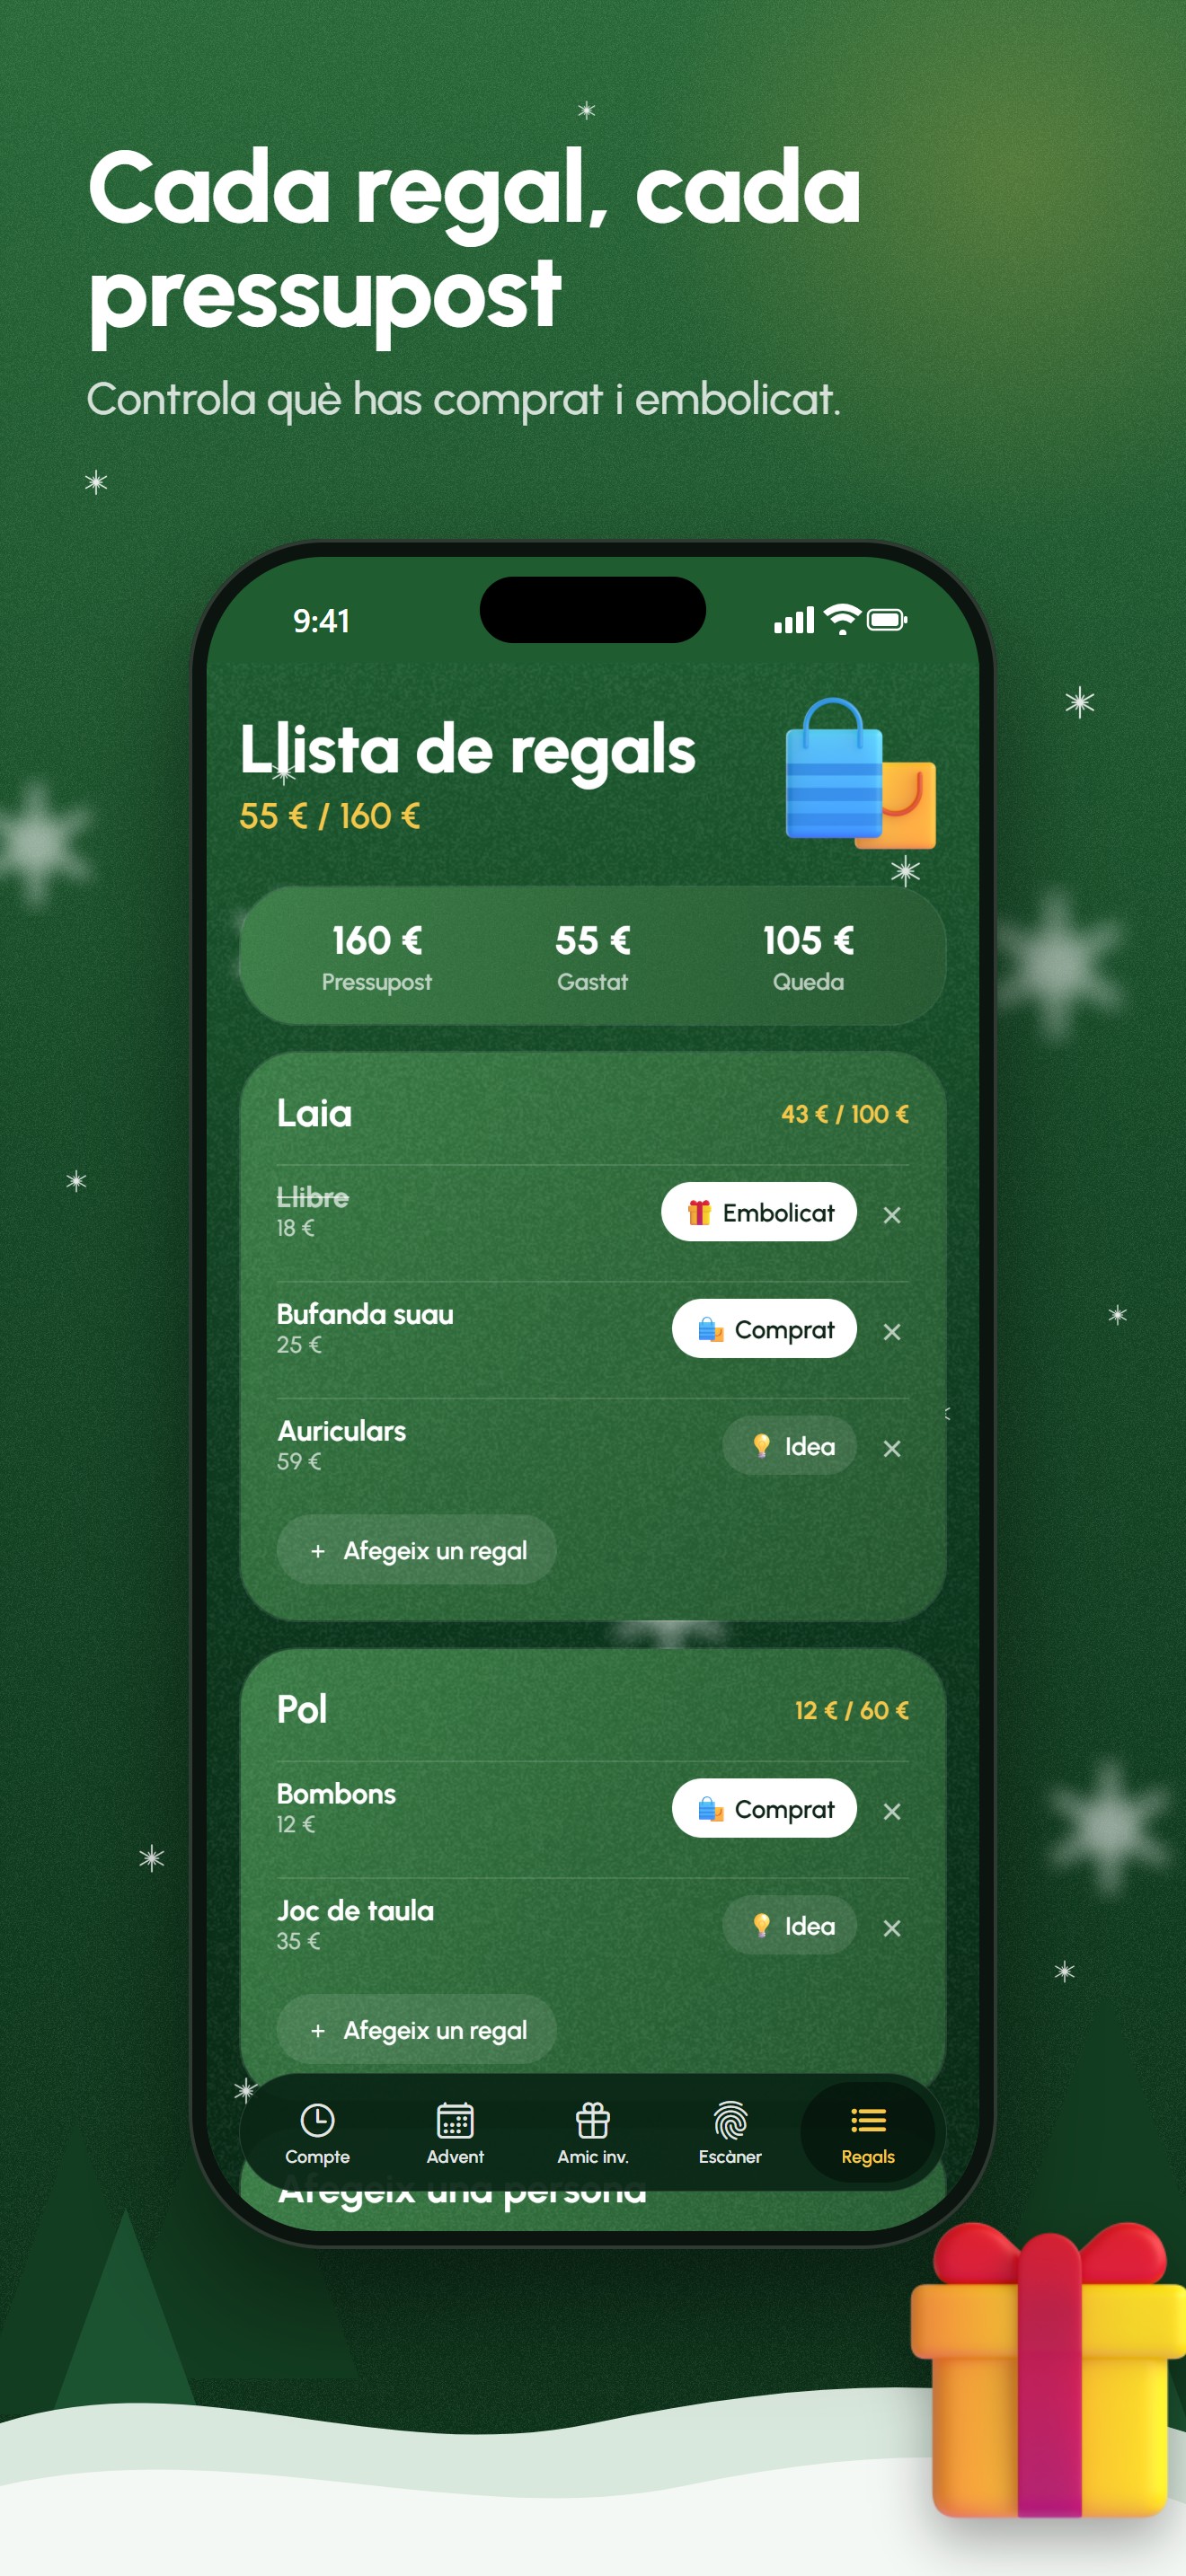 Cada regal, cada
pressupost
Controla què has comprat i embolicat.
9:41
Llista de regals
55 € / 160 €
160 €
55 €
105 €
Pressupost
Gastat
Queda
Laia
43 € / 100 €
Llibre
18 €
Embolicat
Bufanda suau
25 €
Comprat
Auriculars
59 €
Idea
+ Afegeix un regal
Pol
12 € / 60 €
Bombons
12 €
Comprat
Joc de taula
35 €
Idea
+ Afegeix un regal
Compte
Advent
Amic inv.
Escàner
Regals
Afegeix una persona